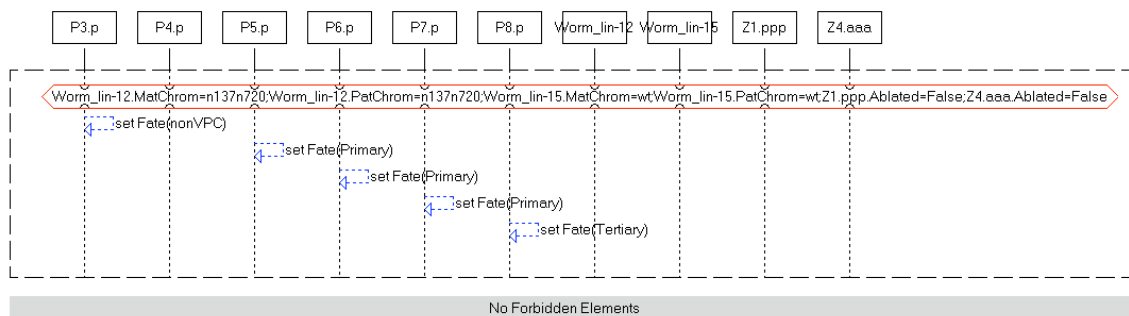 P3.p P4.p P5.p P6.p P7.p P8.p Worm_lin-12 Worm_lin-15 Z1.ppp Z4.aaa
Worm_lin-12.MatChrom=n137n720;Worm_lin-12.PatChrom=n137n720;Worm_lin-15.MatChrom=wt;Worm_lin-15.PatChrom=wt;Z1.ppp.Ablated=False;Z4.aaa.Ablated=False
set Fate(nonVPC)
set Fate(Primary)
set Fate(Primary)
set Fate(Primary)
set Fate(Tertiary)
No Forbidden Elements